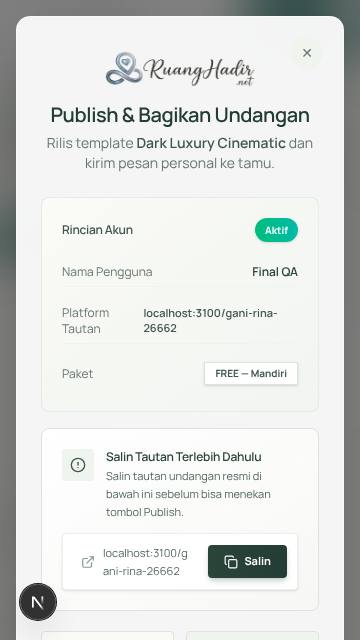 RuangHadir
.net
Publish & Bagikan Undangan
Rilis template Dark Luxury Cinematic dan
kirim pesan personal ke tamu.
Rincian Akun
Aktif
Nama Pengguna
Final QA
Platform
Tautan
localhost:3100/gani-rina-
26662
Paket
FREE — Mandiri
Salin Tautan Terlebih Dahulu
Salin tautan undangan resmi di
bawah ini sebelum bisa menekan
tombol Publish.
localhost:3100/g
ani-rina-26662
Salin
N